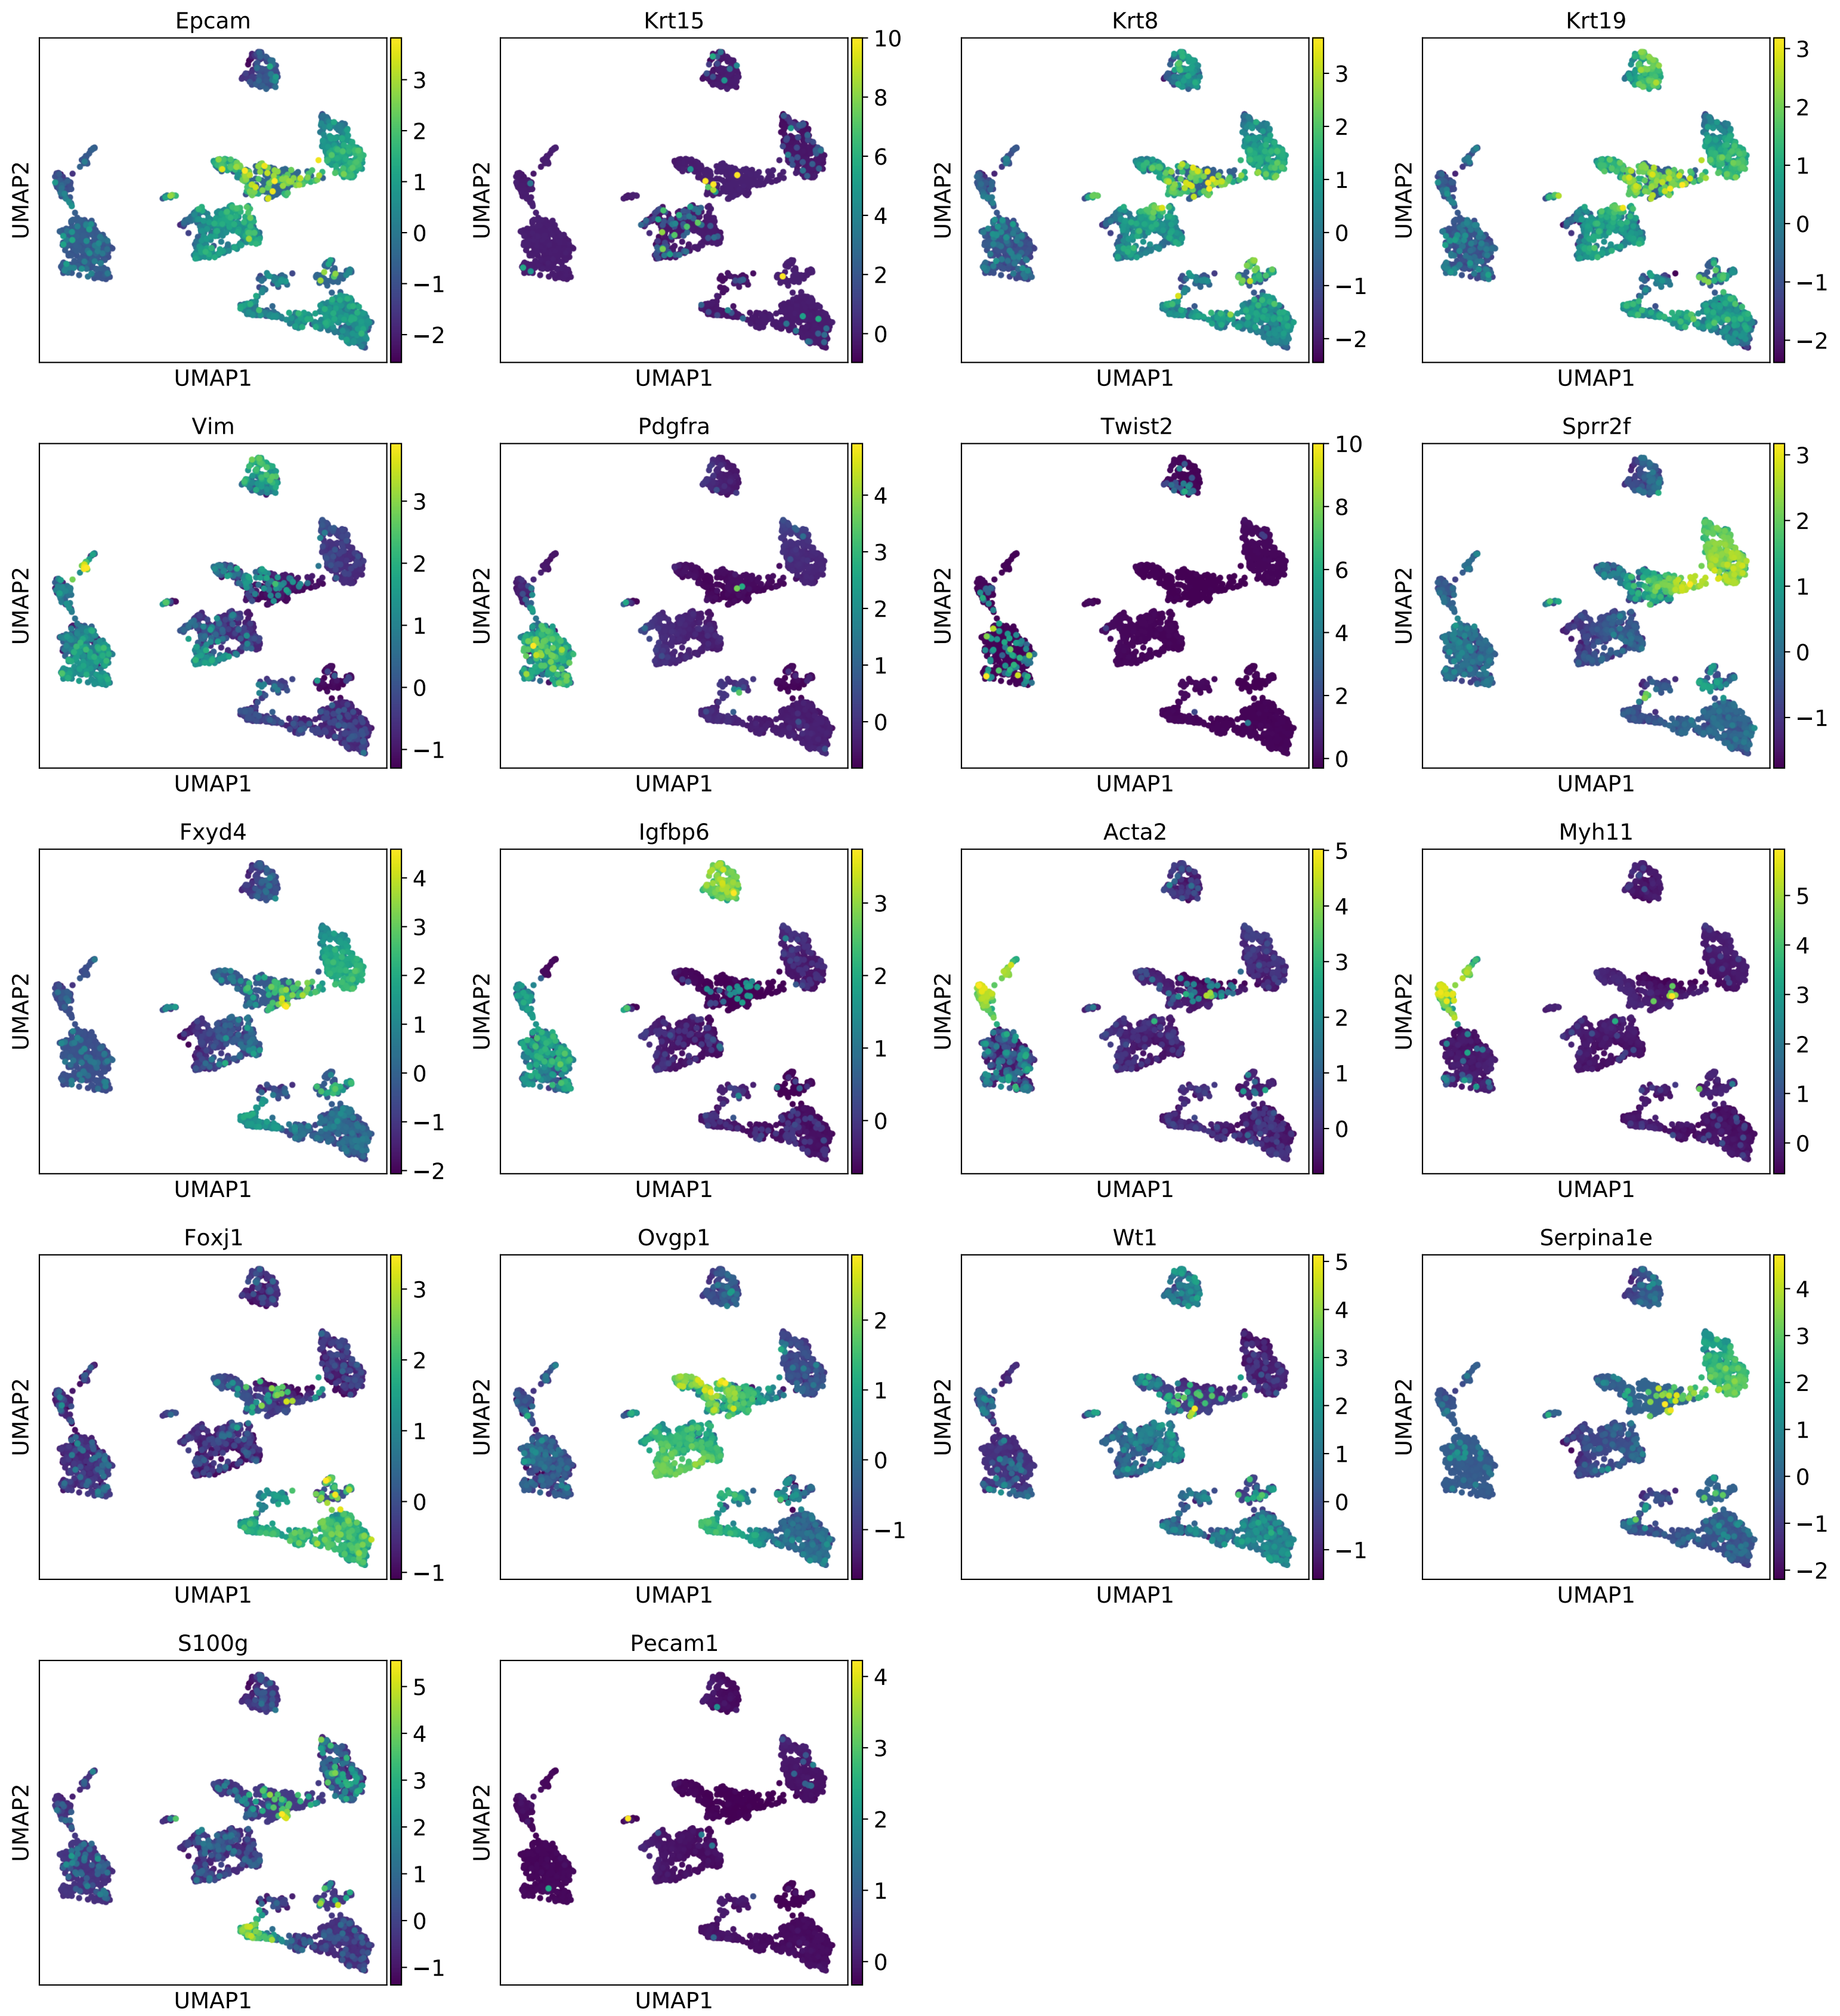 Epcam
UMAP2
UMAP1
3
2
1
0
−1
−2
Krt15
UMAP2
UMAP1
10
8
6
4
2
0
Krt8
UMAP2
UMAP1
3
2
1
0
−1
−2
Krt19
UMAP2
UMAP1
3
2
1
0
−1
−2
Vim
UMAP2
UMAP1
3
2
1
0
−1
Pdgfra
UMAP2
UMAP1
4
3
2
1
0
Twist2
UMAP2
UMAP1
10
8
6
4
2
0
Sprr2f
UMAP2
UMAP1
3
2
1
0
−1
Fxyd4
UMAP2
UMAP1
4
3
2
1
0
−1
−2
Igfbp6
UMAP2
UMAP1
3
2
1
0
Acta2
UMAP2
UMAP1
5
4
3
2
1
0
Myh11
UMAP2
UMAP1
5
4
3
2
1
0
Foxj1
UMAP2
UMAP1
3
2
1
0
−1
Ovgp1
UMAP2
UMAP1
2
1
0
−1
Wt1
UMAP2
UMAP1
5
4
3
2
1
0
−1
Serpina1e
UMAP2
UMAP1
4
3
2
1
0
−1
−2
S100g
UMAP2
UMAP1
5
4
3
2
1
0
−1
Pecam1
UMAP2
UMAP1
4
3
2
1
0